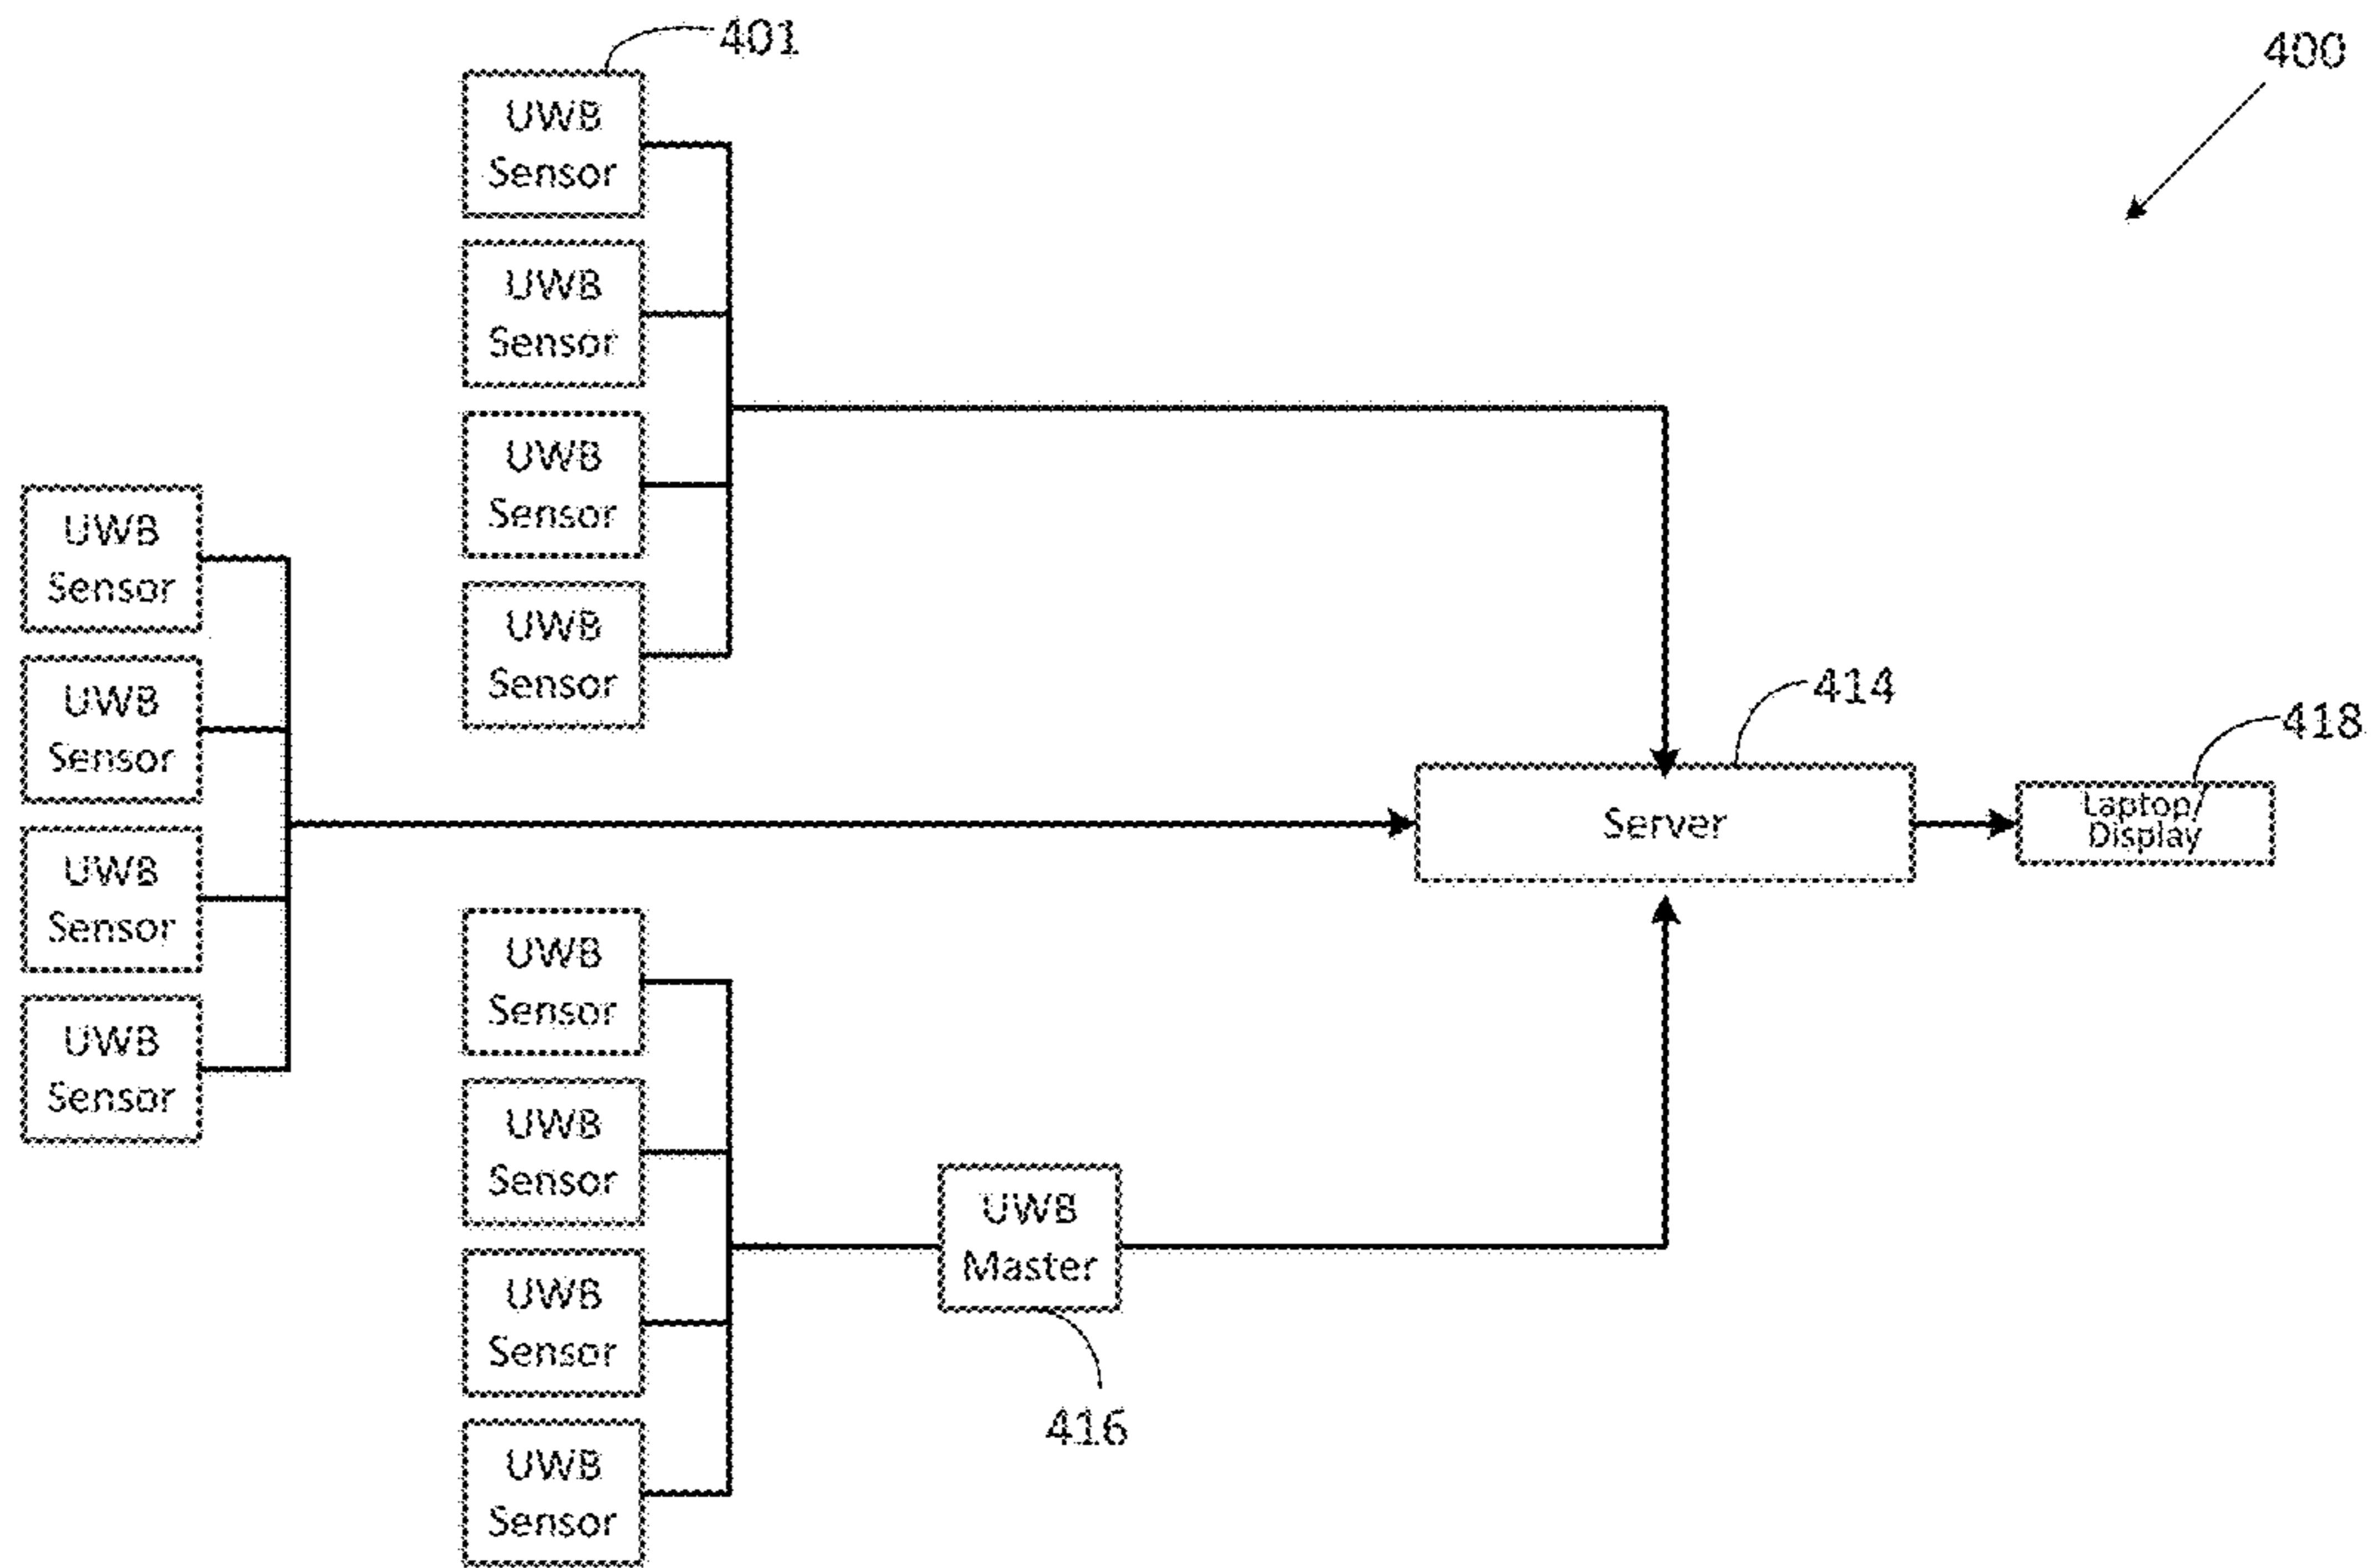 401
400
UWB
Sensor
UWB
Sensor
UWB
Sensor
UWB
Sensor
UWB
Sensor
UWB
Sensor
UWB
Sensor
UWB
Sensor
414
418
Server
Laptop
Display
UWB
Sensor
UWB
Sensor
UWB
Sensor
UWB
Sensor
UWB
Master
416